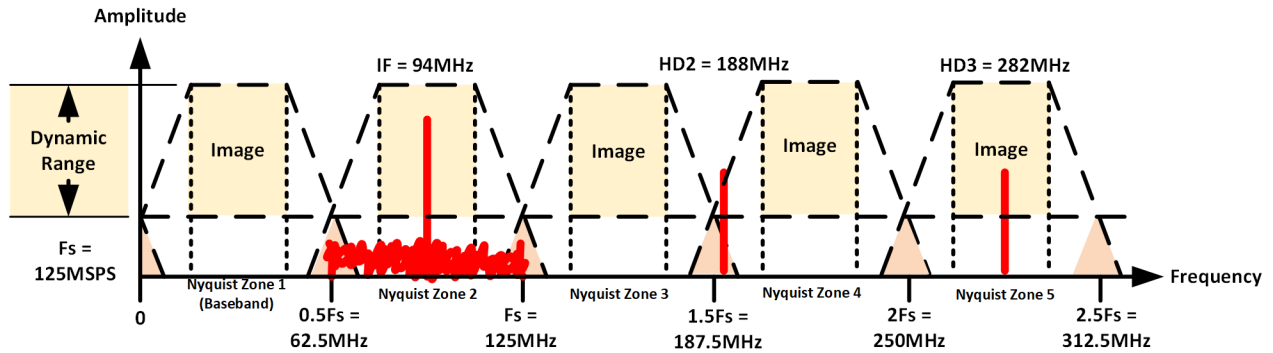 Amplitude
IF = 94MHz
HD2 = 188MHz
HD3 = 282MHz
Dynamic
Range
Image
Image
Image
Image
Fs =
125MSPS
Nyquist Zone 1
(Baseband)
Nyquist Zone 2
Nyquist Zone 3
Nyquist Zone 4
Nyquist Zone 5
Frequency
0
0.5Fs =
62.5MHz
Fs =
125MHz
1.5Fs =
187.5MHz
2Fs =
250MHz
2.5Fs =
312.5MHz